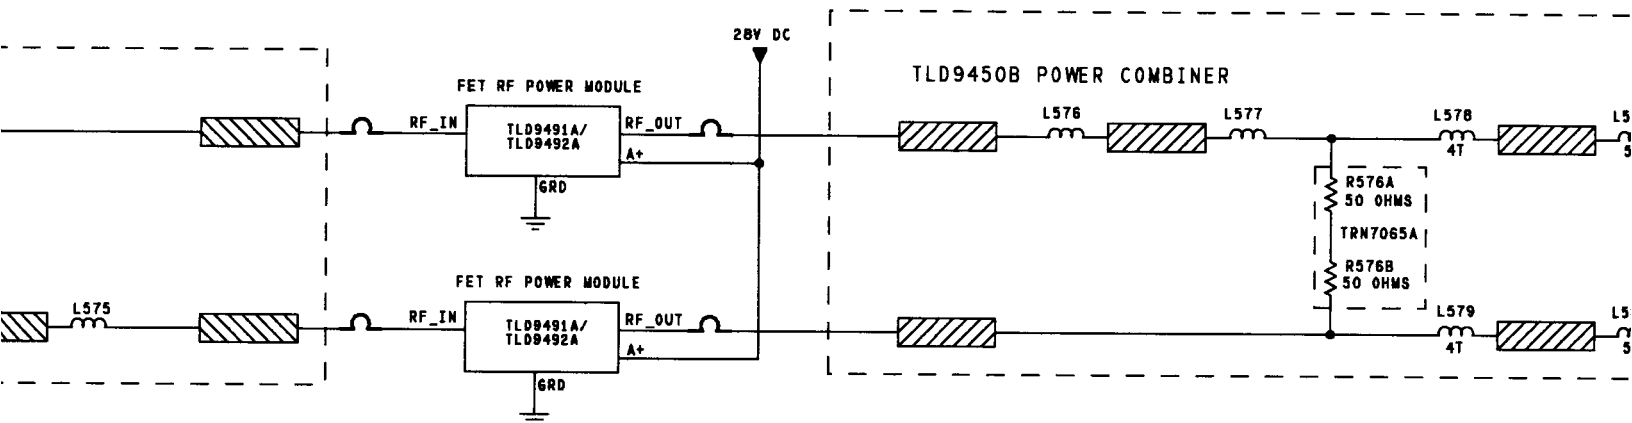 28V DC
TLD9450B POWER COMBINER
FET RF POWER MODULE
L576
L577
L578
RF_IN
TLD9491A/
TLD9492A
RF_OUT
A+
4T
GRD
R576A
50 OHMS
TRN7065A
R576B
50 OHMS
FET RF POWER MODULE
L575
L579
RF_IN
TLD9491A/
TLD9492A
RF_OUT
A+
4T
GRD